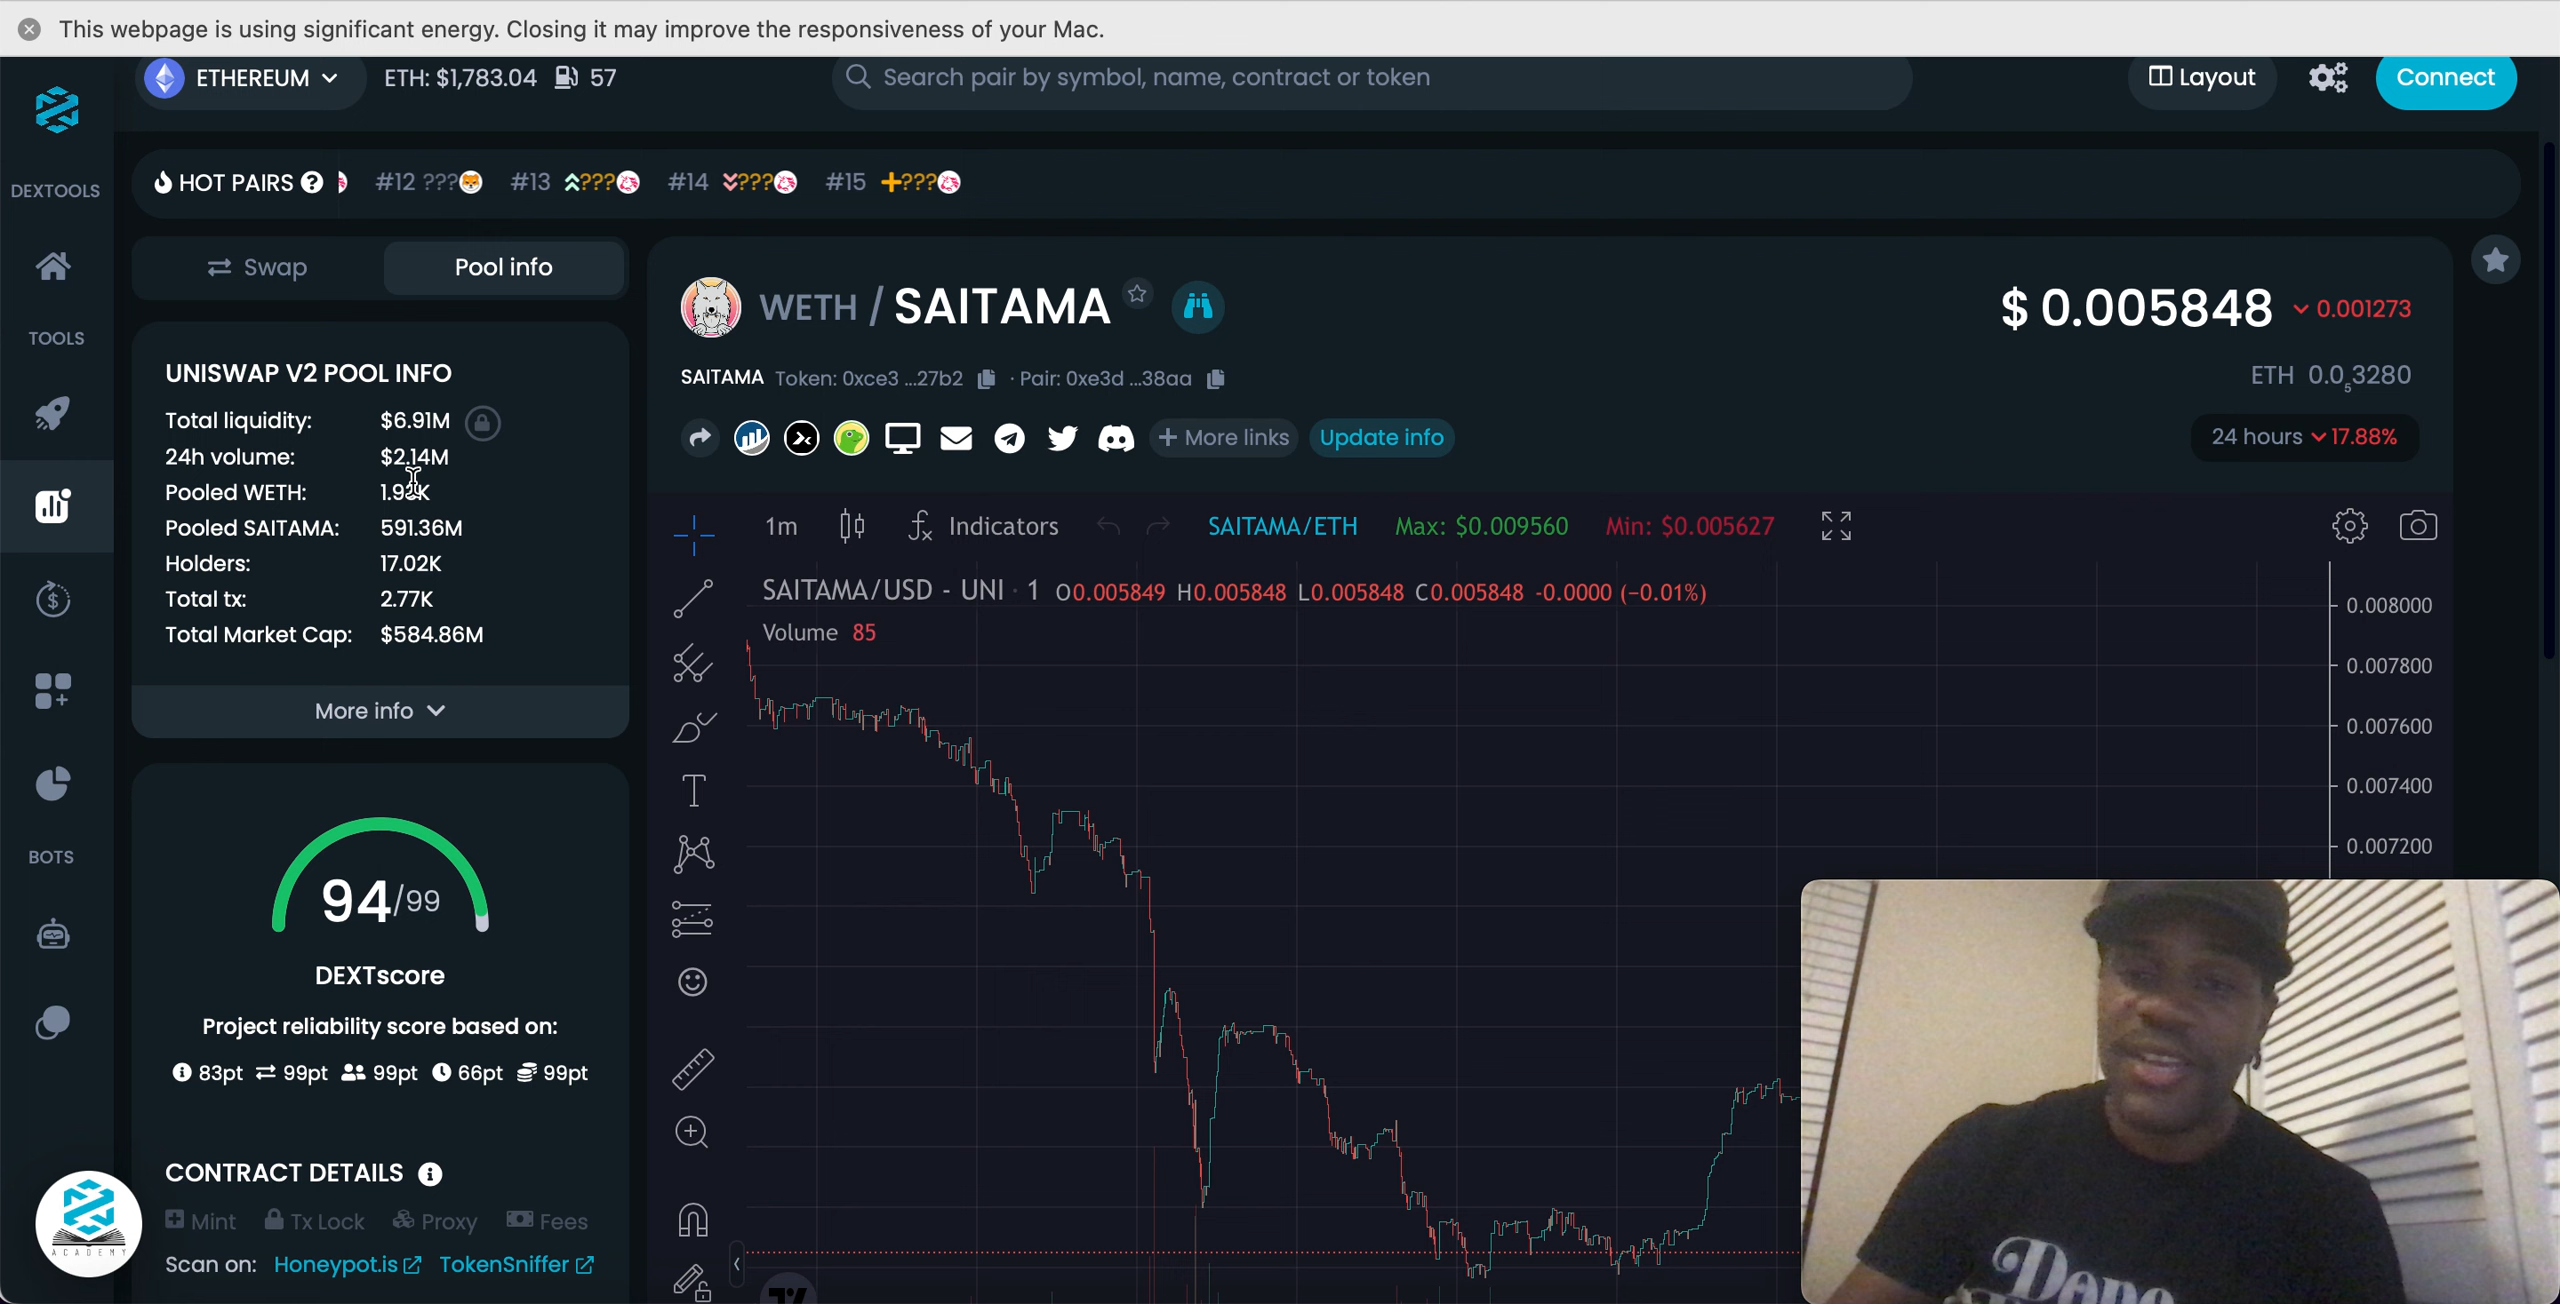 This webpage is using significant energy. Closing it may improve the responsiveness of your Mac.
ETHEREUM ETH: $1,783.04 57 Search pair by symbol, name, contract or token Layout Connect
DEXTOOLS
HOT PAIRS ? #12 ??? #13 ??? #14 ??? #15 ???
Swap Pool info
WETH / SAITAMA $ 0.005848 0.001273
TOOLS
SAITAMA Token: 0xce3 ...27b2 · Pair: 0xe3d ...38aa ETH 0.0₅3280
UNISWAP V2 POOL INFO
Total liquidity: $6.91M
24h volume: $2.14M
Pooled WETH:
Pooled SAITAMA: 591.36M
Holders: 17.02K
Total tx: 2.77K
Total Market Cap: $584.86M
More info
+ More links Update info 24 hours 17.88%
1m fx Indicators SAITAMA/ETH Max: $0.009560 Min: $0.005627
SAITAMA/USD - UNI · 1 O0.005849 H0.005848 L0.005848 C0.005848 -0.0000 (−0.01%)
Volume 85
0.008000
0.007800
0.007600
0.007400
0.007200
BOTS
94/99
DEXTscore
Project reliability score based on:
83pt 99pt 99pt 66pt 99pt
CONTRACT DETAILS
Mint Tx Lock Proxy Fees
Scan on: Honeypot.is TokenSniffer
ACADEMY
Dope